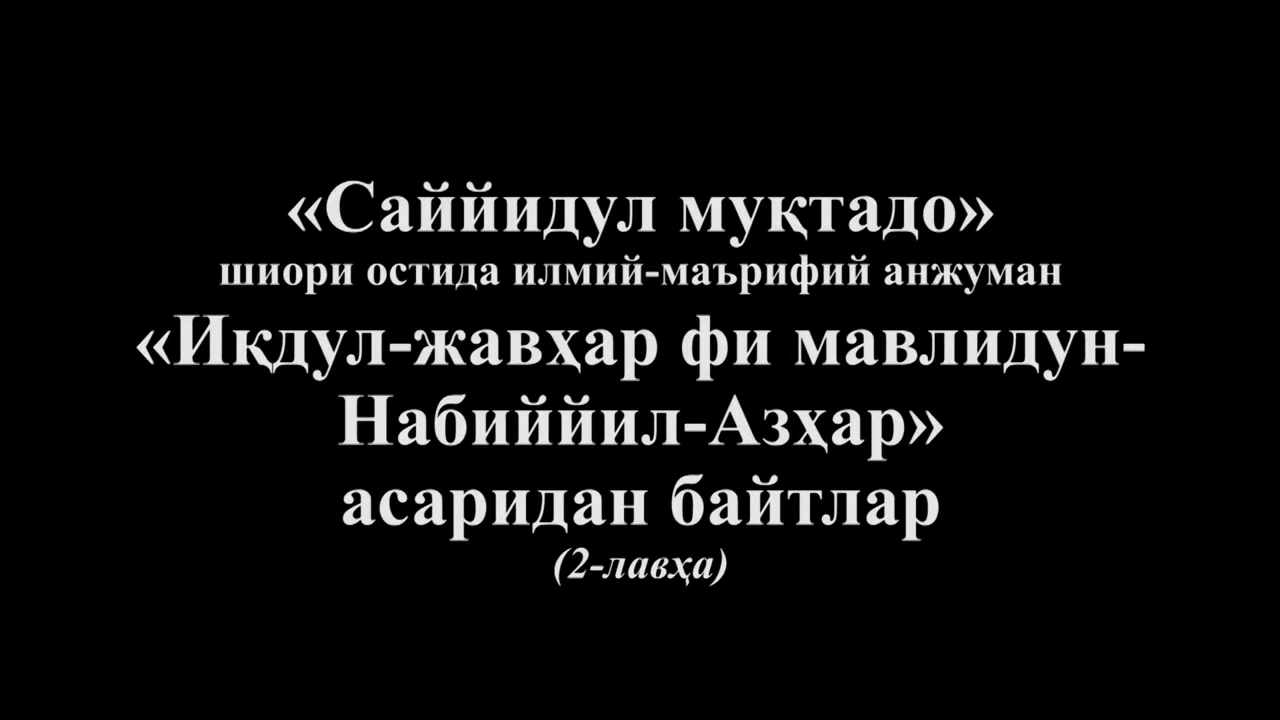 «Саййидул муқтадо»
шиори остида илмий-маърифий анжуман
«Иқдул-жавҳар фи мавлидун-
Набиййил-Азҳар»
асаридан байтлар
(2-лавҳа)